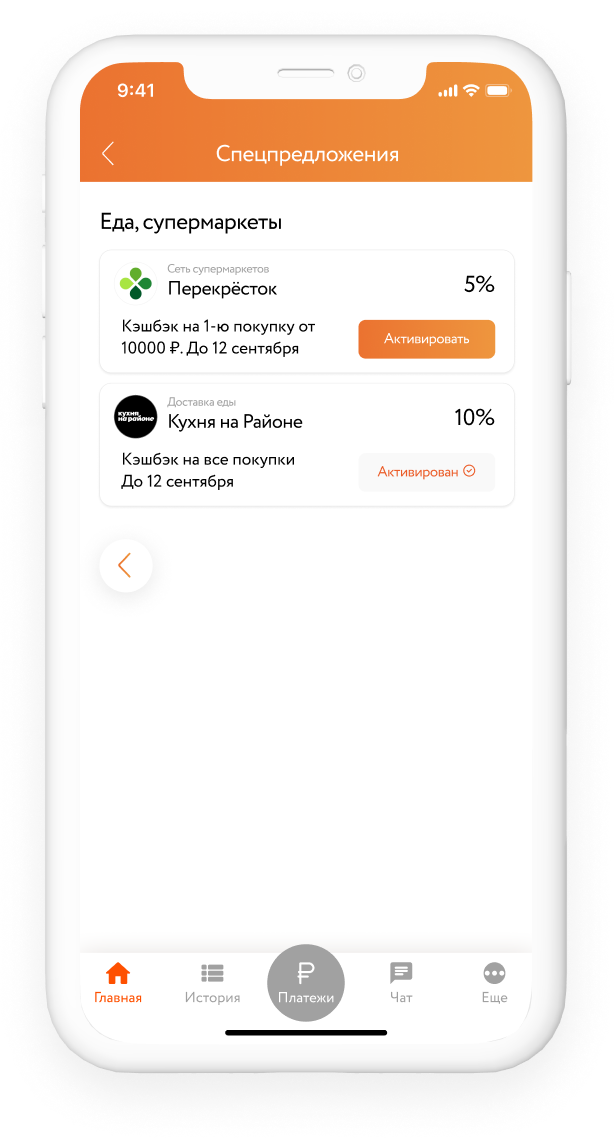 9:41
Спецпредложения
Еда, супермаркеты
Сеть супермаркетов
Перекрёсток
5%
Кэшбэк на 1-ю покупку от
10000 ₽. До 12 сентября
Активировать
кухня
на районе
Доставка еды
Кухня на Районе
10%
Кэшбэк на все покупки
До 12 сентября
Активирован
Главная
История
Платежи
Чат
Еще